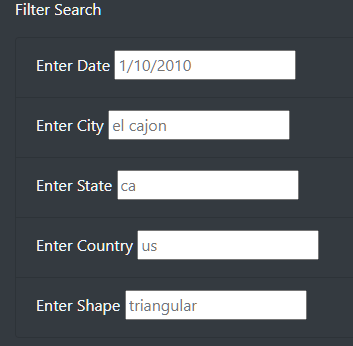 Filter Search
Enter Date 1/10/2010
Enter City el cajon
Enter State ca
Enter Country us
Enter Shape triangular